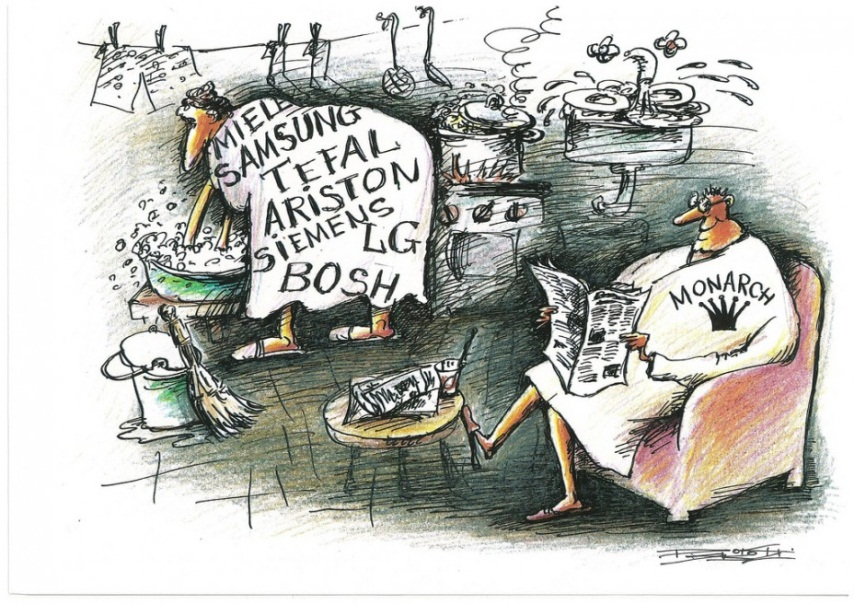 MIELE
SAMSUNG
TEFAL
ARISTON
SIEMENS
LG
BOSH
MONARCH